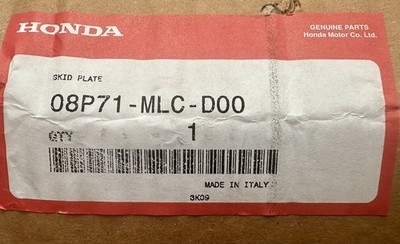 HONDA
GENUINE PARTS
Honda Motor Co. Ltd.
SKID PLATE
08P71-MLC-D00
QTY 1
MADE IN ITALY
3K09